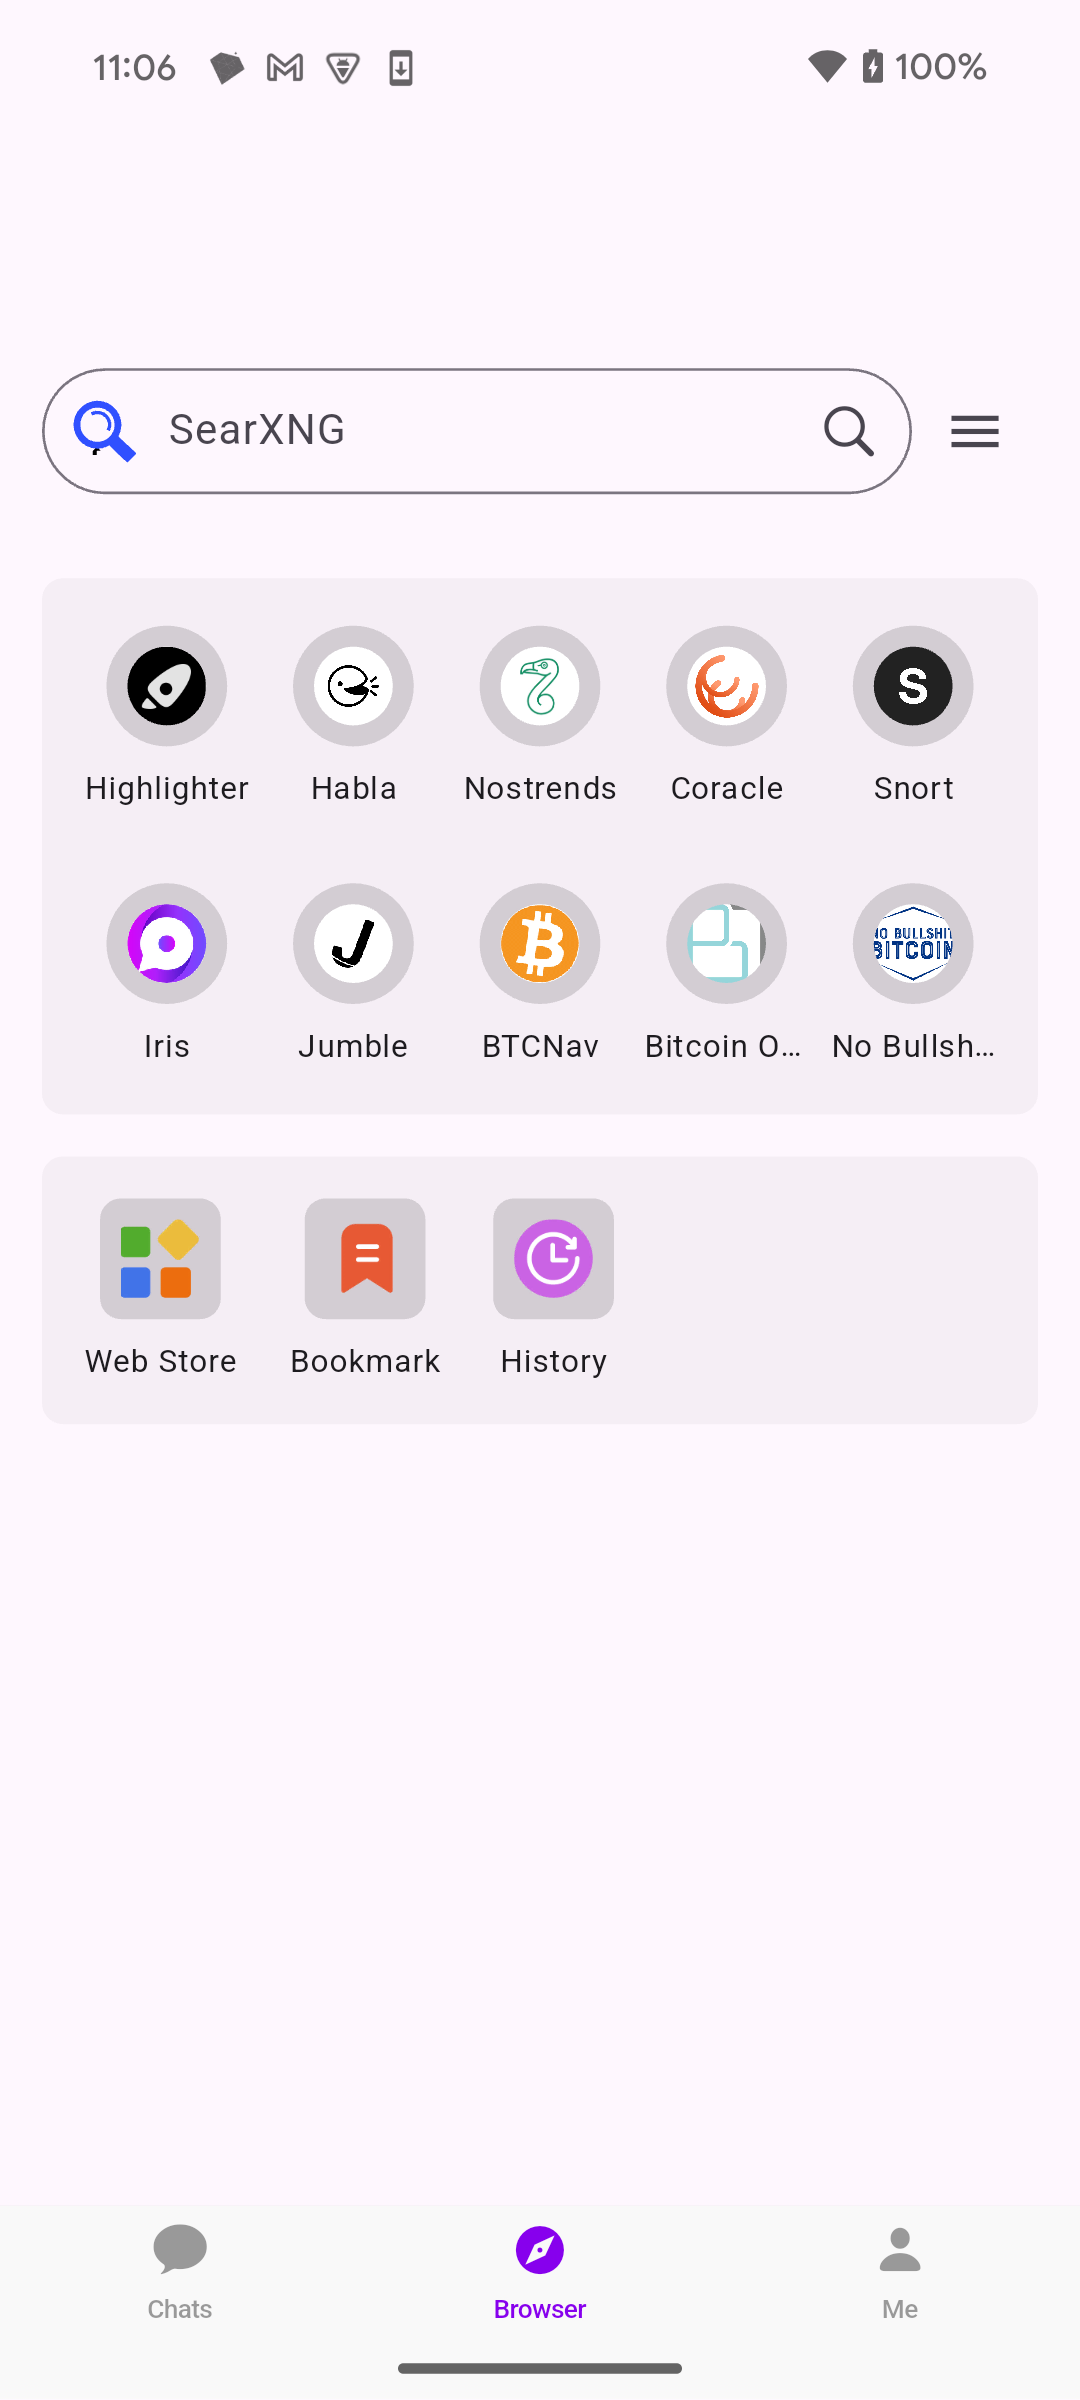 11:06 100%
SearXNG
Highlighter Habla Nostrends Coracle Snort
S
NO BULLSHIT
BITCOIN
Iris Jumble BTCNav Bitcoin O... No Bullsh...
Web Store Bookmark History
Chats Browser Me